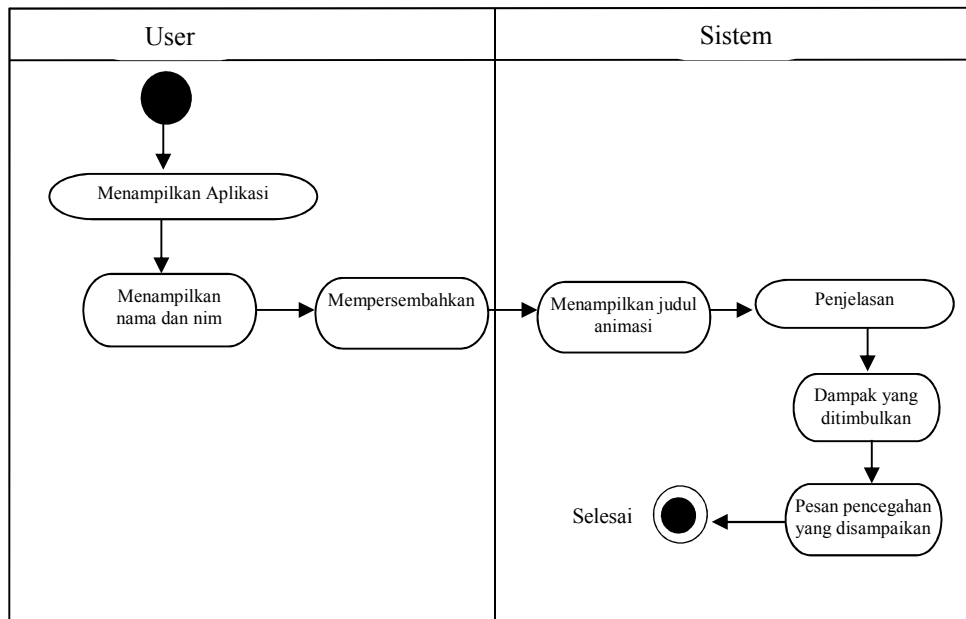 User
Sistem
Menampilkan Aplikasi
Menampilkan
nama dan nim
Mempersembahkan
Menampilkan judul
animasi
Penjelasan
Dampak yang
ditimbulkan
Pesan pencegahan
yang disampaikan
Selesai